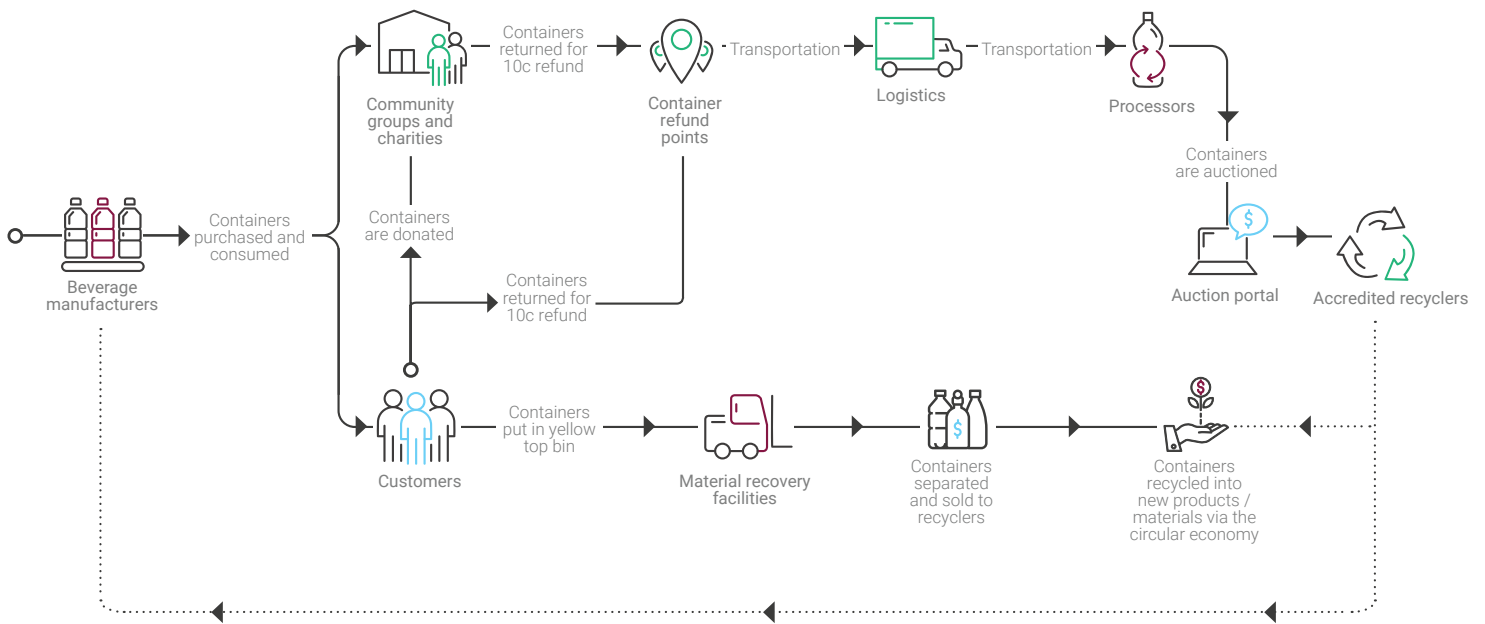 Containers
returned for
10c refund
Transportation
Transportation
Community
groups and
charities
Container
refund
points
Logistics
Processors
Containers
are auctioned
$
Containers
purchased and
consumed
Containers
are donated
Beverage
manufacturers
Containers
returned for
10c refund
Auction portal
Accredited recyclers
Containers
put in yellow
top bin
$
$
Customers
Material recovery
facilities
Containers
separated
and sold to
recyclers
Containers
recycled into
new products /
materials via the
circular economy